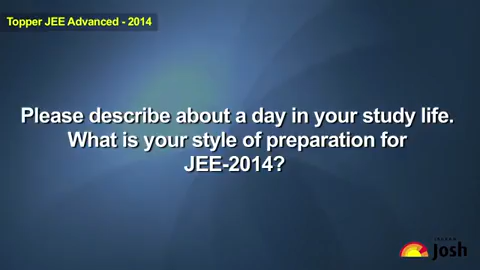 Topper JEE Advanced - 2014
Please describe about a day in your study life.
What is your style of preparation for
JEE-2014?
JAGRAN
Josh